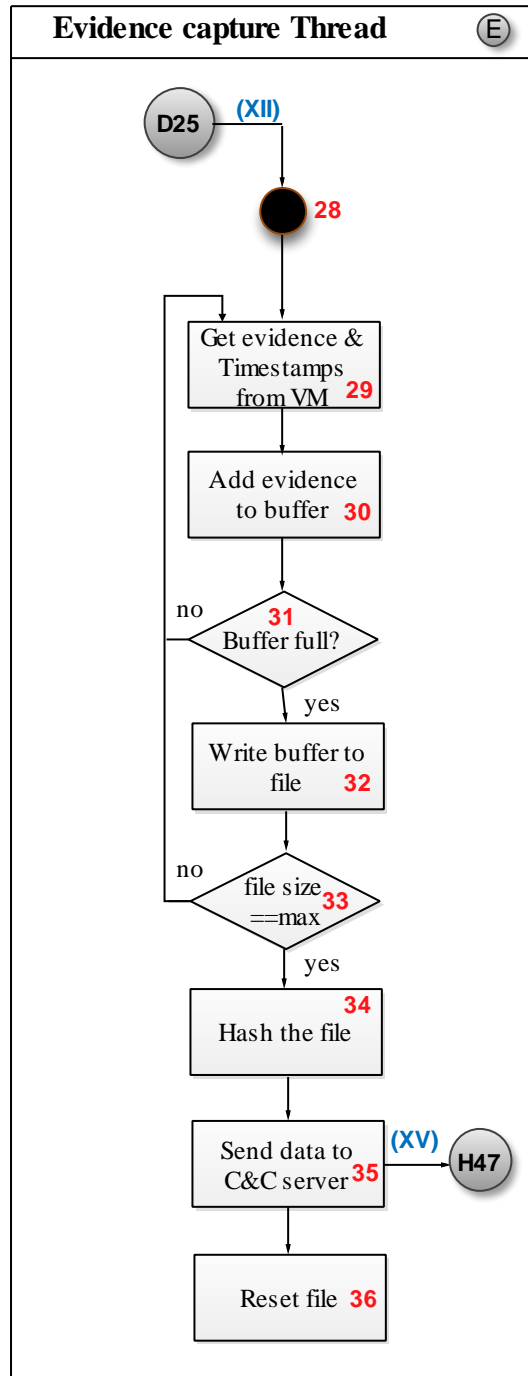 Evidence capture Thread E
D25 (XII)
28
Get evidence &
Timestamps
from VM 29
Add evidence
to buffer 30
no
31
Buffer full?
yes
Write buffer to
file 32
no
file size
==max 33
yes
34
Hash the file
(XV)
Send data to
C&C server 35
H47
Reset file 36